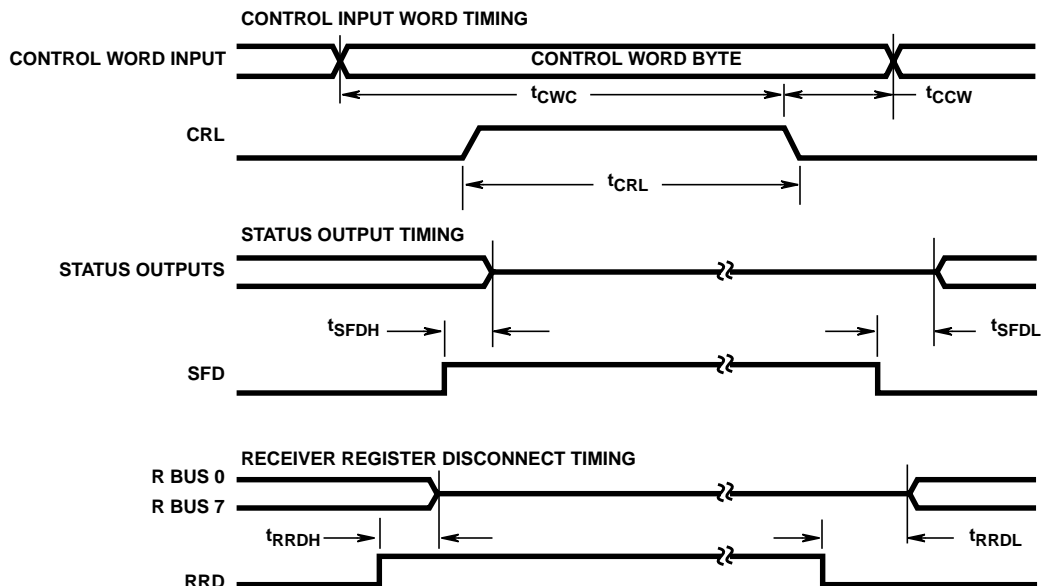 CONTROL INPUT WORD TIMING
CONTROL WORD INPUT
CONTROL WORD BYTE
tCWC
tCCW
CRL
tCRL
STATUS OUTPUT TIMING
STATUS OUTPUTS
tSFDH
tSFDL
SFD
RECEIVER REGISTER DISCONNECT TIMING
R BUS 0
R BUS 7
tRRDH
tRRDL
RRD